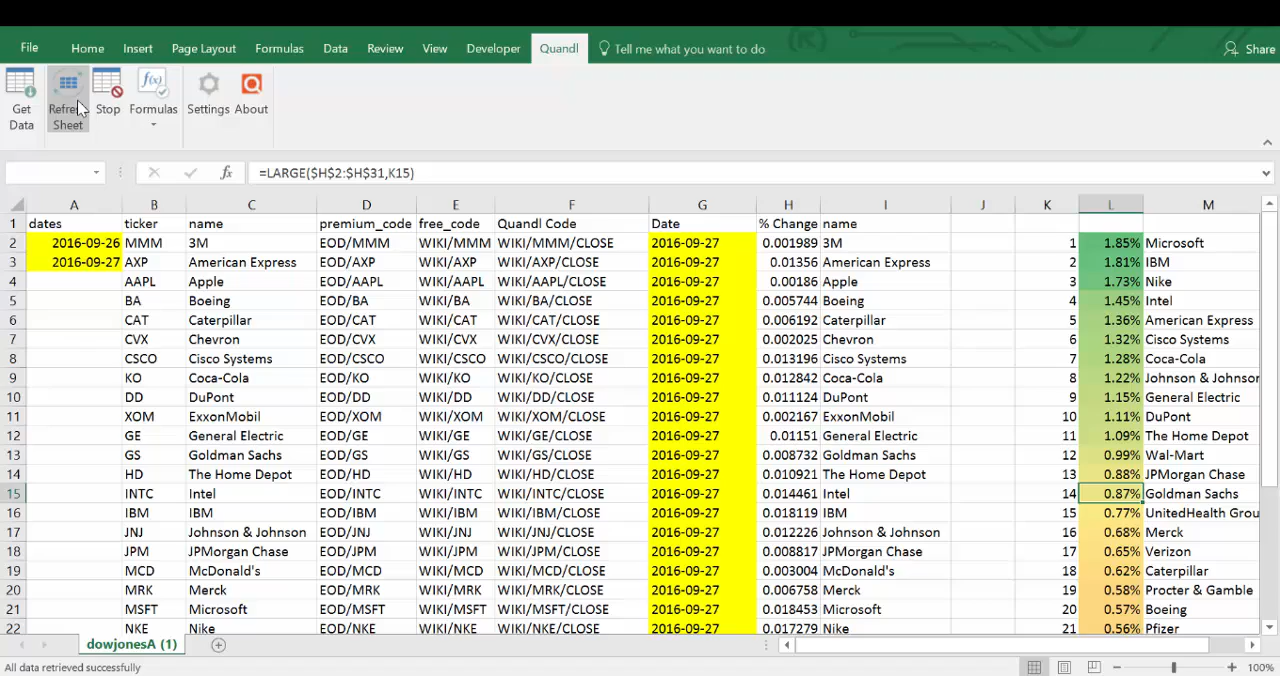 File Home Insert Page Layout Formulas Data Review View Developer Quandl Tell me what you want to do Share
Get Data
Sheet
Stop
Formulas
Settings
About
fx =LARGE($H$2:$H$31,K15)
A B C D E F G H I J K L M
1 dates ticker name premium_code free_code Quandl Code Date % Change name
2 2016-09-26 MMM 3M EOD/MMM WIKI/MMM WIKI/MMM/CLOSE 2016-09-27 0.001989 3M 1 1.85% Microsoft
3 2016-09-27 AXP American Express EOD/AXP WIKI/AXP WIKI/AXP/CLOSE 2016-09-27 0.01356 American Express 2 1.81% IBM
4 AAPL Apple EOD/AAPL WIKI/AAPL WIKI/AAPL/CLOSE 2016-09-27 0.00186 Apple 3 1.73% Nike
5 BA Boeing EOD/BA WIKI/BA WIKI/BA/CLOSE 2016-09-27 0.005744 Boeing 4 1.45% Intel
6 CAT Caterpillar EOD/CAT WIKI/CAT WIKI/CAT/CLOSE 2016-09-27 0.006192 Caterpillar 5 1.36% American Express
7 CVX Chevron EOD/CVX WIKI/CVX WIKI/CVX/CLOSE 2016-09-27 0.002025 Chevron 6 1.32% Cisco Systems
8 CSCO Cisco Systems EOD/CSCO WIKI/CSCO WIKI/CSCO/CLOSE 2016-09-27 0.013196 Cisco Systems 7 1.28% Coca-Cola
9 KO Coca-Cola EOD/KO WIKI/KO WIKI/KO/CLOSE 2016-09-27 0.012842 Coca-Cola 8 1.22% Johnson & Johnson
10 DD DuPont EOD/DD WIKI/DD WIKI/DD/CLOSE 2016-09-27 0.011124 DuPont 9 1.15% General Electric
11 XOM ExxonMobil EOD/XOM WIKI/XOM WIKI/XOM/CLOSE 2016-09-27 0.002167 ExxonMobil 10 1.11% DuPont
12 GE General Electric EOD/GE WIKI/GE WIKI/GE/CLOSE 2016-09-27 0.01151 General Electric 11 1.09% The Home Depot
13 GS Goldman Sachs EOD/GS WIKI/GS WIKI/GS/CLOSE 2016-09-27 0.008732 Goldman Sachs 12 0.99% Wal-Mart
14 HD The Home Depot EOD/HD WIKI/HD WIKI/HD/CLOSE 2016-09-27 0.010921 The Home Depot 13 0.88% JPMorgan Chase
15 INTC Intel EOD/INTC WIKI/INTC WIKI/INTC/CLOSE 2016-09-27 0.014461 Intel 14 0.87% Goldman Sachs
16 IBM IBM EOD/IBM WIKI/IBM WIKI/IBM/CLOSE 2016-09-27 0.018119 IBM 15 0.77% UnitedHealth Grou
17 JNJ Johnson & Johnson EOD/JNJ WIKI/JNJ WIKI/JNJ/CLOSE 2016-09-27 0.012226 Johnson & Johnson 16 0.68% Merck
18 JPM JPMorgan Chase EOD/JPM WIKI/JPM WIKI/JPM/CLOSE 2016-09-27 0.008817 JPMorgan Chase 17 0.65% Verizon
19 MCD McDonald's EOD/MCD WIKI/MCD WIKI/MCD/CLOSE 2016-09-27 0.003004 McDonald's 18 0.62% Caterpillar
20 MRK Merck EOD/MRK WIKI/MRK WIKI/MRK/CLOSE 2016-09-27 0.006758 Merck 19 0.58% Procter & Gamble
21 MSFT Microsoft EOD/MSFT WIKI/MSFT WIKI/MSFT/CLOSE 2016-09-27 0.018453 Microsoft 20 0.57% Boeing
22 NKE Nike EOD/NKE WIKI/NKE WIKI/NKE/CLOSE 2016-09-27 0.017279 Nike 21 0.56% Pfizer
dowjonesA (1)
All data retrieved successfully 100%